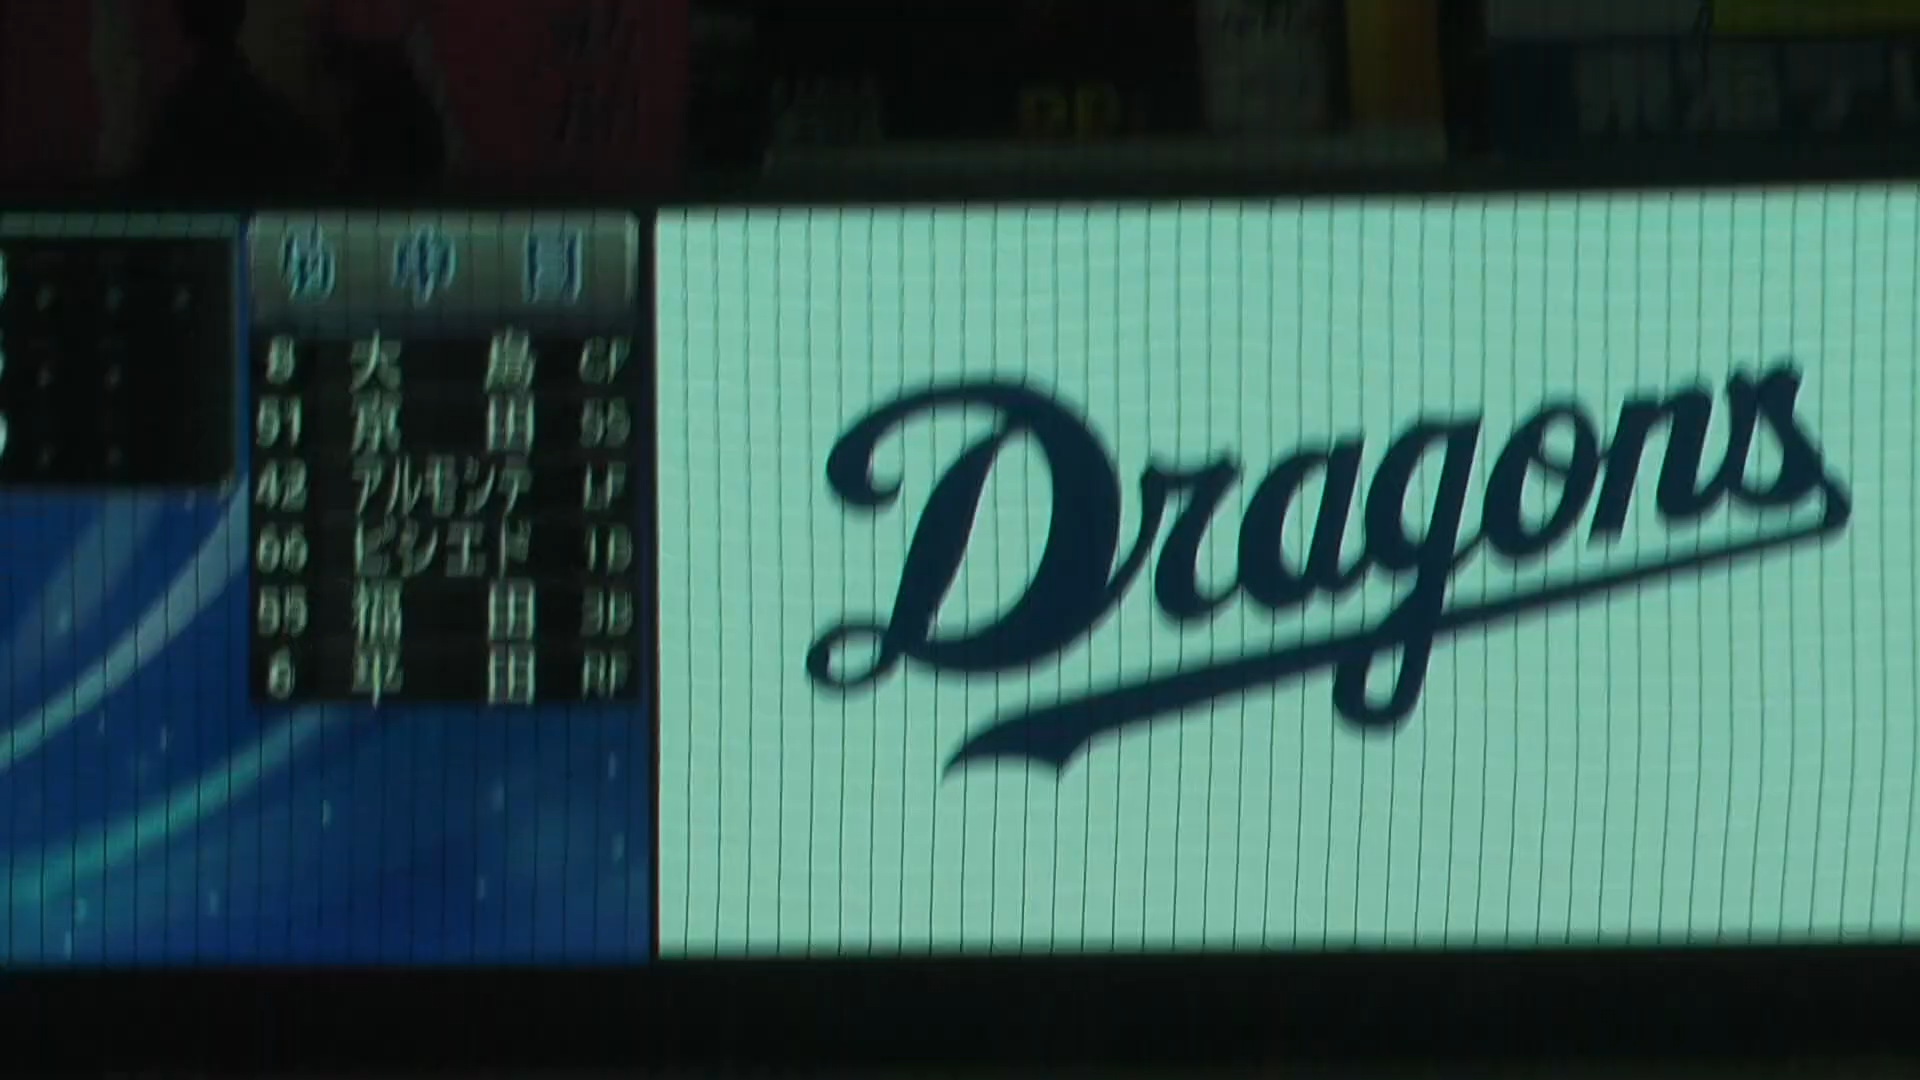 8 大島 CF
51 京田 SS
42 アルモンテ LF
66 ビシエド 1B
55 福田 3B
6 平田 RF
Dragons